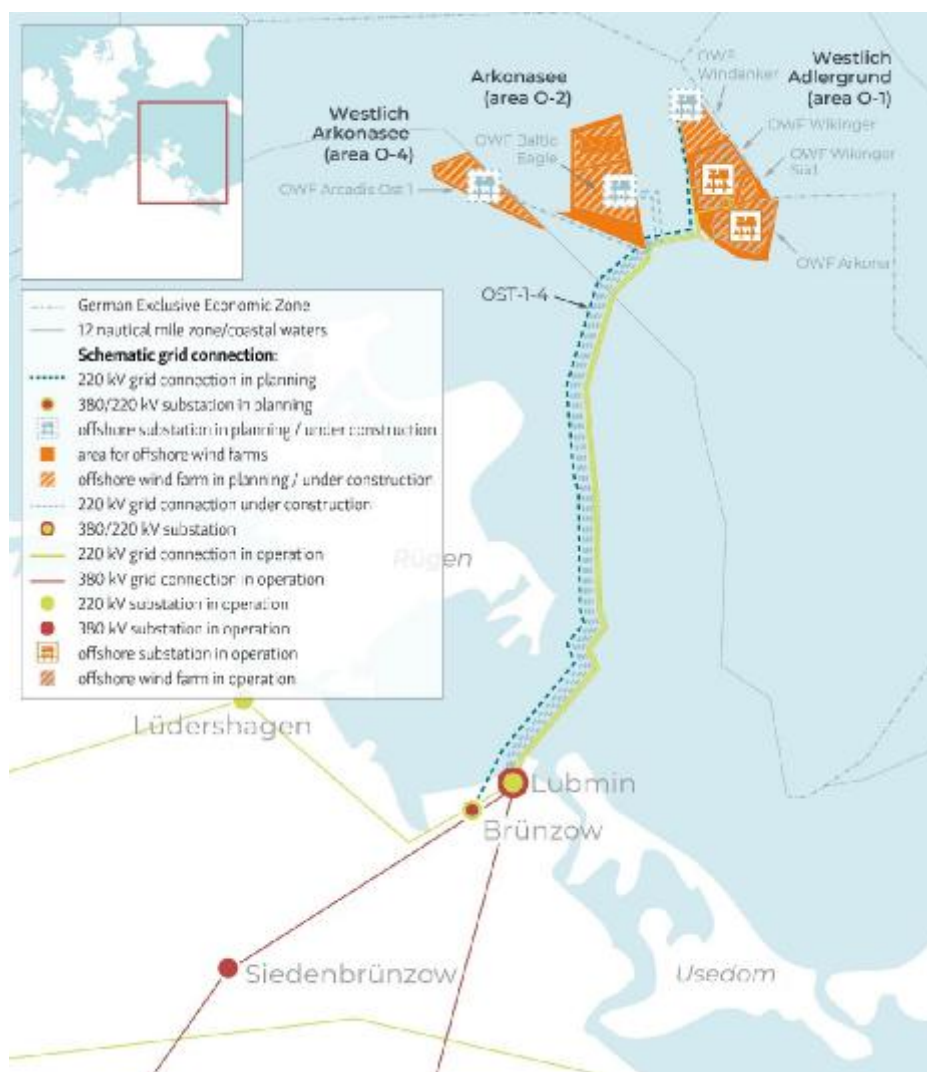 Westlich
Arkonasee
(area O-4)
OWF Arcadis Ost 1
Arkonasee
(area O-2)
OWF Baltic
Eagle
OWF
Windanker
Westlich
Adlergrund
(area O-1)
OWF Wikinger
OWF Wikinger
Süd
OWF Arkona
OST-1-4
German Exclusive Economic Zone
12 nautical mile zone/coastal waters
Schematic grid connection:
220 kV grid connection in planning
380/220 kV substation in planning
offshore substation in planning / under construction
area for offshore wind farms
offshore wind farm in planning / under construction
220 kV grid connection under construction
380/220 kV substation
220 kV grid connection in operation
380 kV grid connection in operation
220 kV substation in operation
380 kV substation in operation
offshore substation in operation
offshore wind farm in operation
Rügen
Lüdershagen
Lubmin
Brünzow
Siedenbrünzow
Usedom